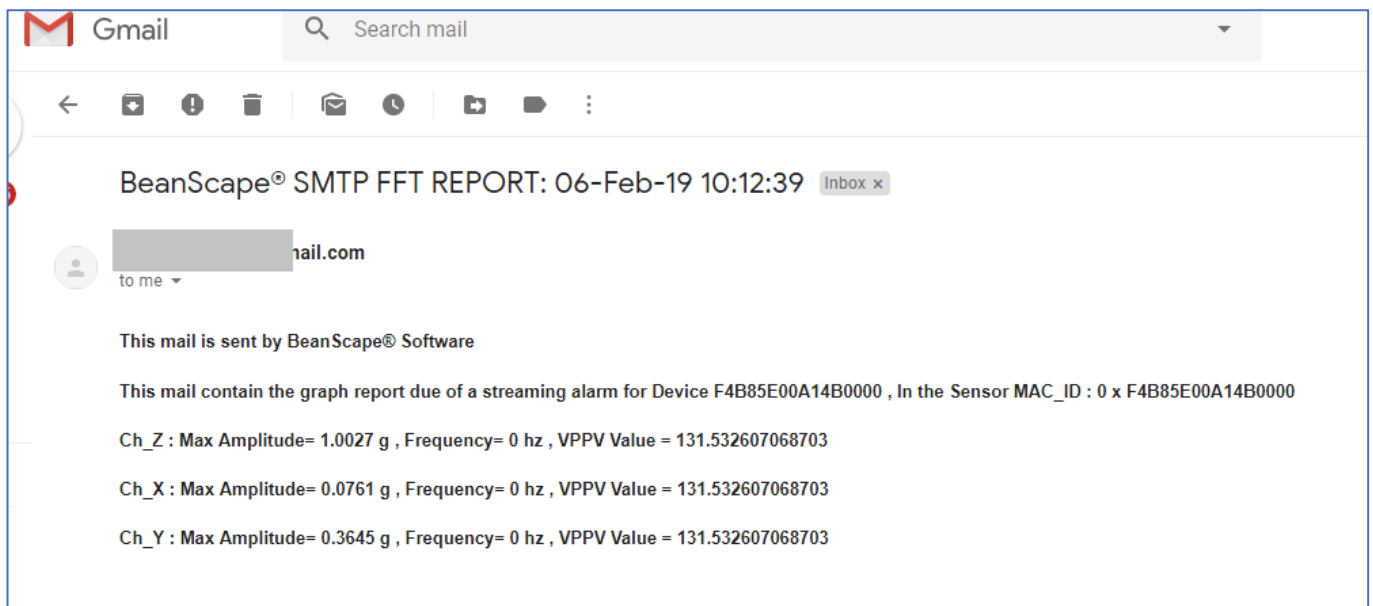 Gmail
Search mail
BeanScape® SMTP FFT REPORT: 06-Feb-19 10:12:39 Inbox x
ail.com
to me
This mail is sent by BeanScape® Software
This mail contain the graph report due of a streaming alarm for Device F4B85E00A14B0000 , In the Sensor MAC_ID : 0 x F4B85E00A14B0000
Ch_Z : Max Amplitude= 1.0027 g , Frequency= 0 hz , VPPV Value = 131.532607068703
Ch_X : Max Amplitude= 0.0761 g , Frequency= 0 hz , VPPV Value = 131.532607068703
Ch_Y : Max Amplitude= 0.3645 g , Frequency= 0 hz , VPPV Value = 131.532607068703